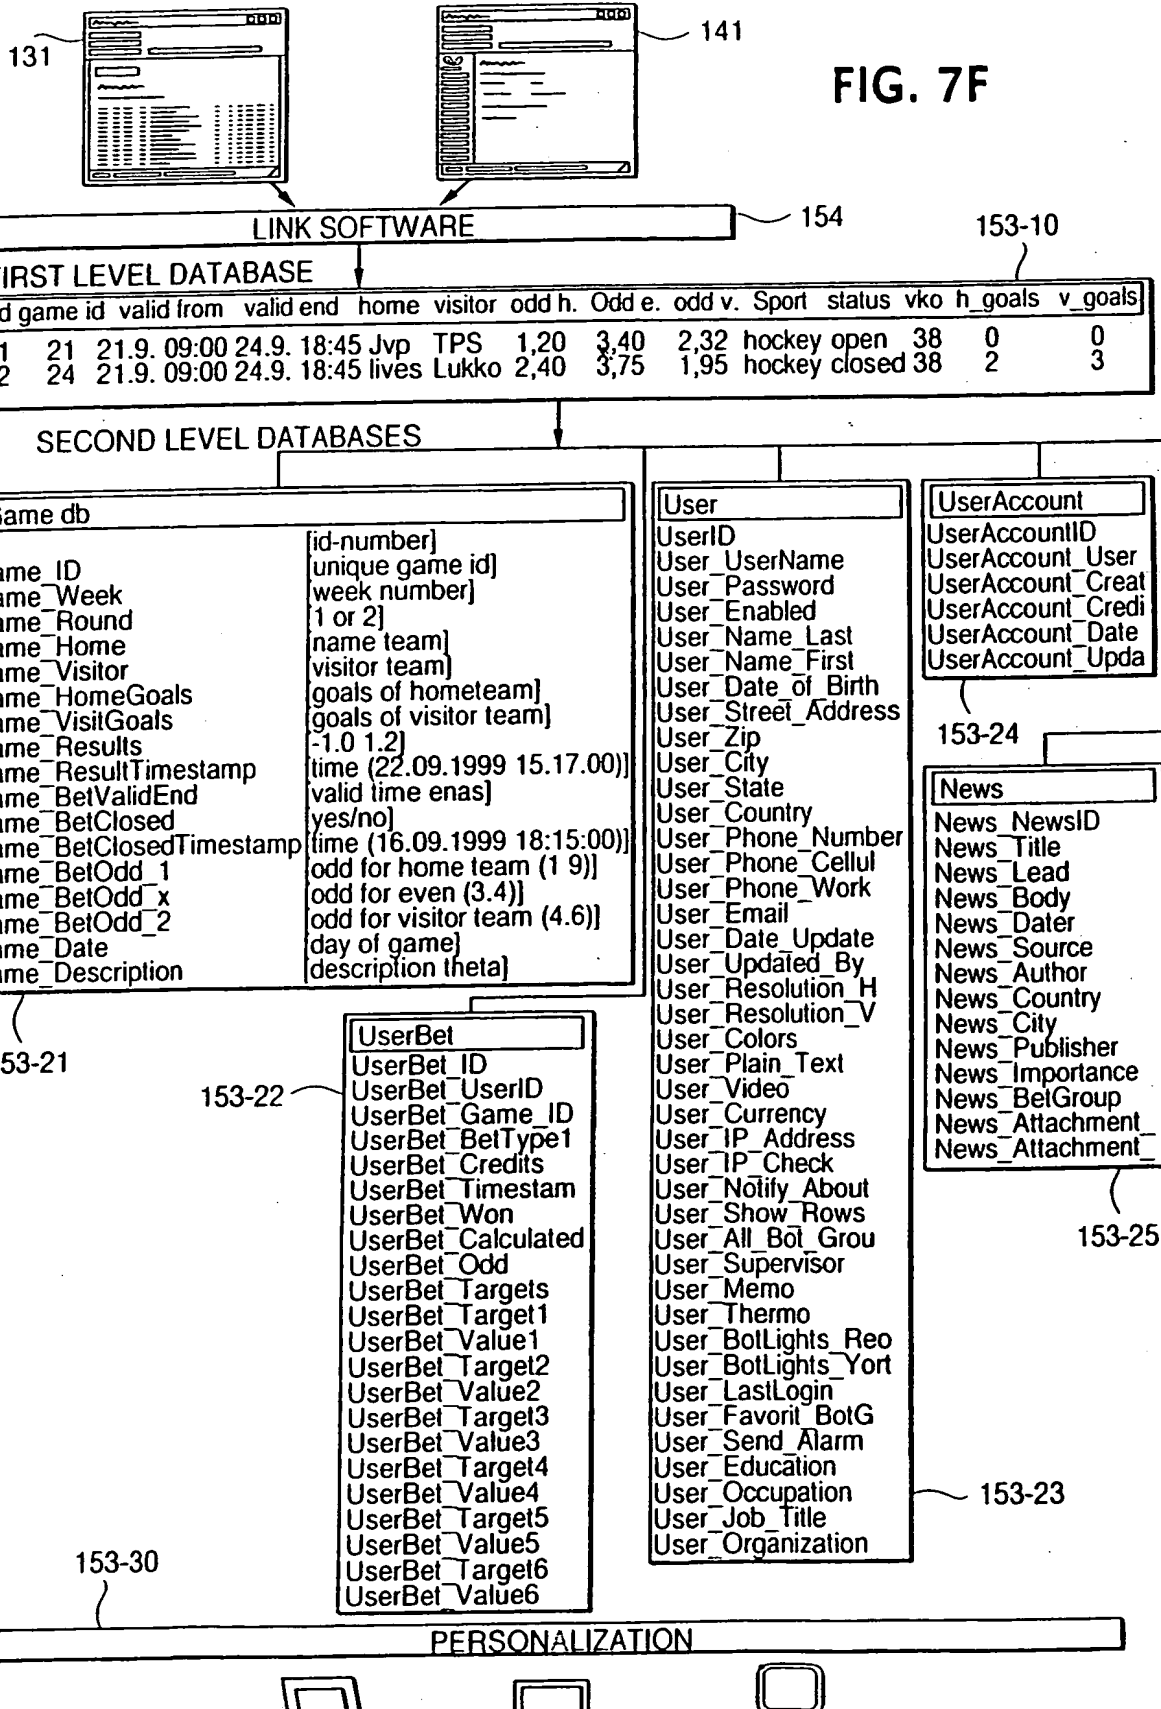 131
141
FIG. 7F
LINK SOFTWARE
154
153-10
FIRST LEVEL DATABASE
d game id valid from valid end home visitor odd h. Odd e. odd v. Sport status vko h_goals v_goals
1 21 21.9. 09:00 24.9. 18:45 Jvp TPS 1,20 3,40 2,32 hockey open 38 0 0
2 24 21.9. 09:00 24.9. 18:45 lives Lukko 2,40 3,75 1,95 hockey closed 38 2 3
SECOND LEVEL DATABASES
Game db
[id-number]
ame_ID [unique game id]
ame_Week [week number]
ame_Round [1 or 2]
ame_Home [name team]
ame_Visitor [visitor team]
ame_HomeGoals [goals of hometeam]
ame_VisitGoals [goals of visitor team]
ame_Results [-1.0 1.2]
ame_ResultTimestamp [time (22.09.1999 15.17.00)]
ame_BetValidEnd [valid time enas]
ame_BetClosed [yes/no]
ame_BetClosedTimestamp [time (16.09.1999 18:15:00)]
ame_BetOdd_1 [odd for home team (1 9)]
ame_BetOdd_x [odd for even (3.4)]
ame_BetOdd_2 [odd for visitor team (4.6)]
ame_Date [day of game]
ame_Description [description theta]
53-21
UserBet
153-22
UserBet_ID
UserBet_UserID
UserBet_Game_ID
UserBet_BetType1
UserBet_Credits
UserBet_Timestam
UserBet_Won
UserBet_Calculated
UserBet_Odd
UserBet_Targets
UserBet_Target1
UserBet_Value1
UserBet_Target2
UserBet_Value2
UserBet_Target3
UserBet_Value3
UserBet_Target4
UserBet_Value4
UserBet_Target5
UserBet_Value5
UserBet_Target6
UserBet_Value6
User
UserID
User_UserName
User_Password
User_Enabled
User_Name_Last
User_Name_First
User_Date_of_Birth
User_Street_Address
User_Zip
User_City
User_State
User_Country
User_Phone_Number
User_Phone_Cellul
User_Phone_Work
User_Email
User_Date_Update
User_Updated_By
User_Resolution_H
User_Resolution_V
User_Colors
User_Plain_Text
User_Video
User_Currency
User_IP_Address
User_IP_Check
User_Notify_About
User_Show_Rows
User_All_Bot_Grou
User_Supervisor
User_Memo
User_Thermo
User_BotLights_Reo
User_BotLights_Yort
User_LastLogin
User_Favorit_BotG
User_Send_Alarm
User_Education
User_Occupation
User_Job_Title
User_Organization
153-23
UserAccount
UserAccountID
UserAccount_User
UserAccount_Creat
UserAccount_Credi
UserAccount_Date
UserAccount_Upda
153-24
News
News_NewsID
News_Title
News_Lead
News_Body
News_Dater
News_Source
News_Author
News_Country
News_City
News_Publisher
News_Importance
News_BetGroup
News_Attachment_
News_Attachment_
153-25
153-30
PERSONALIZATION